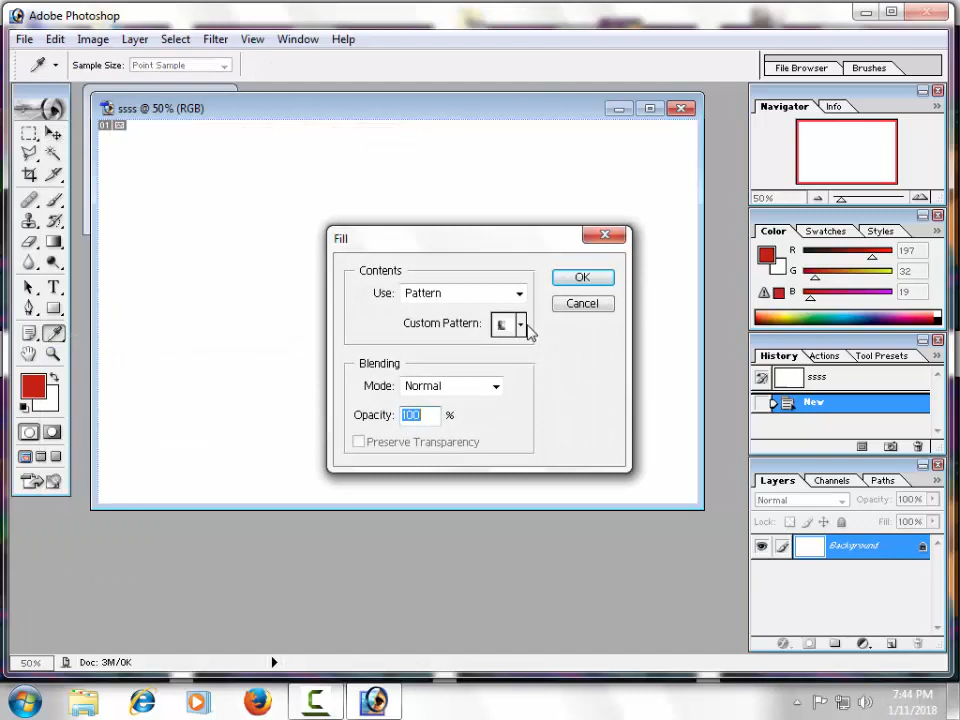 Adobe Photoshop
File Edit Image Layer Select Filter View Window Help
Sample Size: Point Sample
File Browser Brushes
ssss @ 50% (RGB)
01
Navigator Info
50%
Color Swatches Styles
R 197
G 32
B 19
Fill
Contents
Use: Pattern
Custom Pattern:
OK
Cancel
Blending
Mode: Normal
Opacity: 100 %
Preserve Transparency
History Actions Tool Presets
ssss
New
Layers Channels Paths
Normal Opacity: 100%
Lock: Fill: 100%
Background
50% Doc: 3M/0K
7:44 PM
1/11/2018